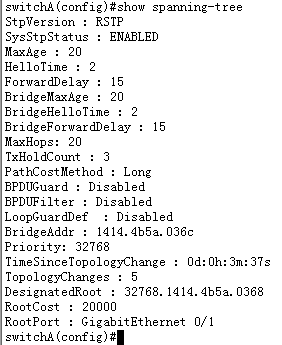 switchA(config)#show spanning-tree
StpVersion : RSTP
SysStpStatus : ENABLED
MaxAge : 20
HelloTime : 2
ForwardDelay : 15
BridgeMaxAge : 20
BridgeHelloTime : 2
BridgeForwardDelay : 15
MaxHops: 20
TxHoldCount : 3
PathCostMethod : Long
BPDUGuard : Disabled
BPDUFilter : Disabled
LoopGuardDef  : Disabled
BridgeAddr : 1414.4b5a.036c
Priority: 32768
TimeSinceTopologyChange : 0d:0h:3m:37s
TopologyChanges : 5
DesignatedRoot : 32768.1414.4b5a.0368
RootCost : 20000
RootPort : GigabitEthernet 0/1
switchA(config)#